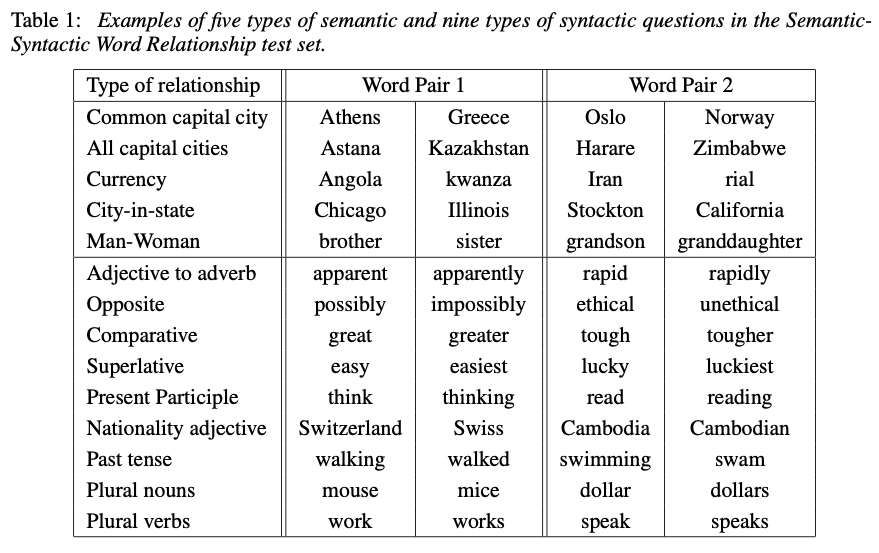 Table 1: Examples of five types of semantic and nine types of syntactic questions in the Semantic-
Syntactic Word Relationship test set.
Type of relationship Word Pair 1 Word Pair 2
Common capital city Athens Greece Oslo Norway
All capital cities Astana Kazakhstan Harare Zimbabwe
Currency Angola kwanza Iran rial
City-in-state Chicago Illinois Stockton California
Man-Woman brother sister grandson granddaughter
Adjective to adverb apparent apparently rapid rapidly
Opposite possibly impossibly ethical unethical
Comparative great greater tough tougher
Superlative easy easiest lucky luckiest
Present Participle think thinking read reading
Nationality adjective Switzerland Swiss Cambodia Cambodian
Past tense walking walked swimming swam
Plural nouns mouse mice dollar dollars
Plural verbs work works speak speaks